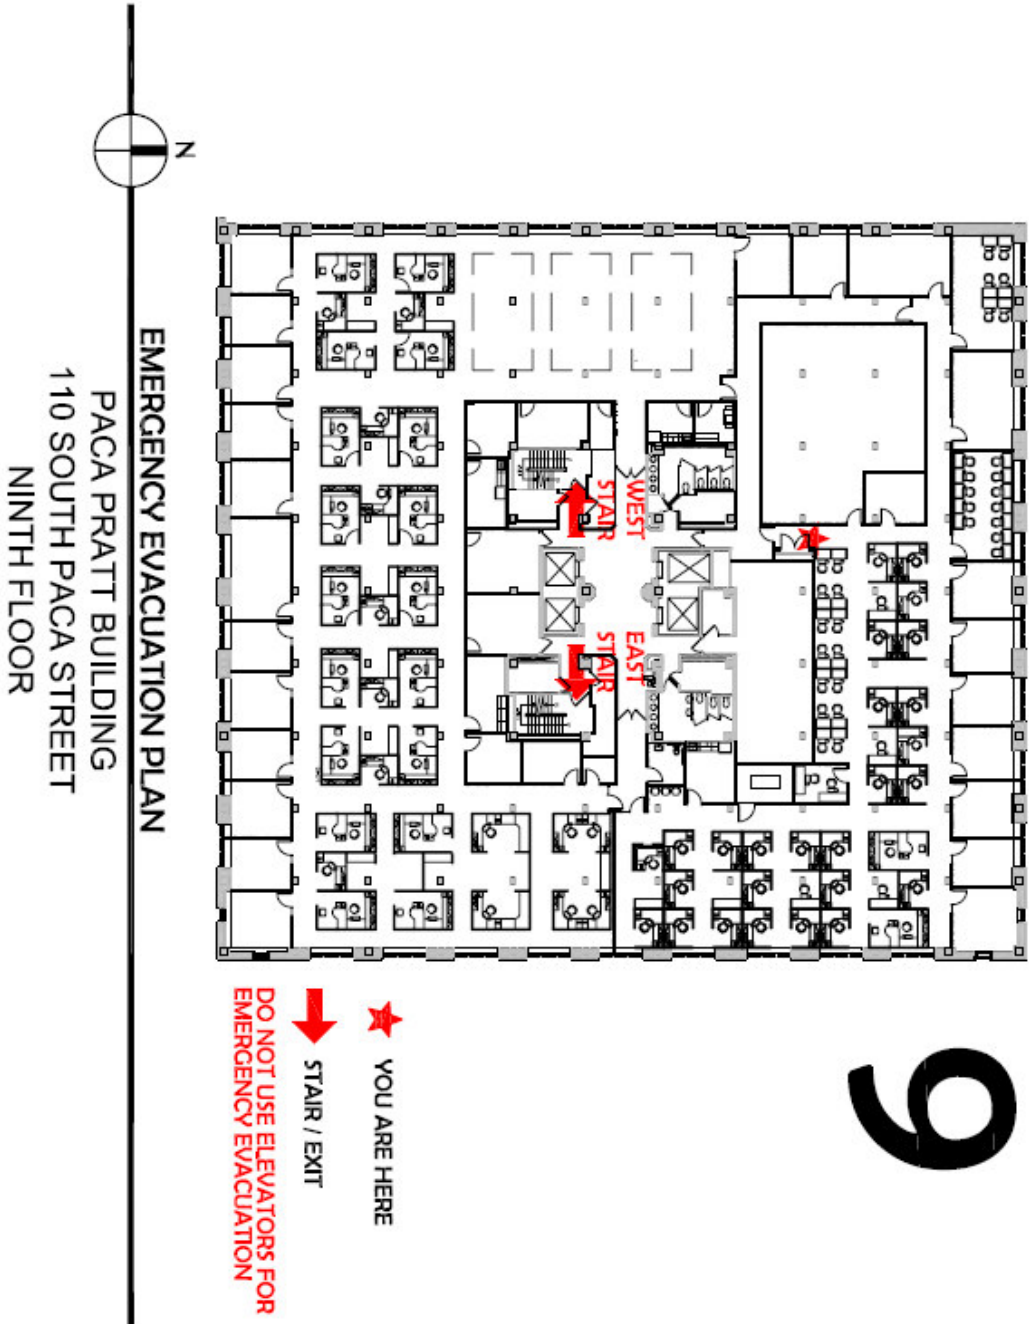 9
WEST
STAIR
EAST
STAIR
YOU ARE HERE
STAIR / EXIT
DO NOT USE ELEVATORS FOR
EMERGENCY EVACUATION
N
EMERGENCY EVACUATION PLAN
PACA PRATT BUILDING
110 SOUTH PACA STREET
NINTH FLOOR